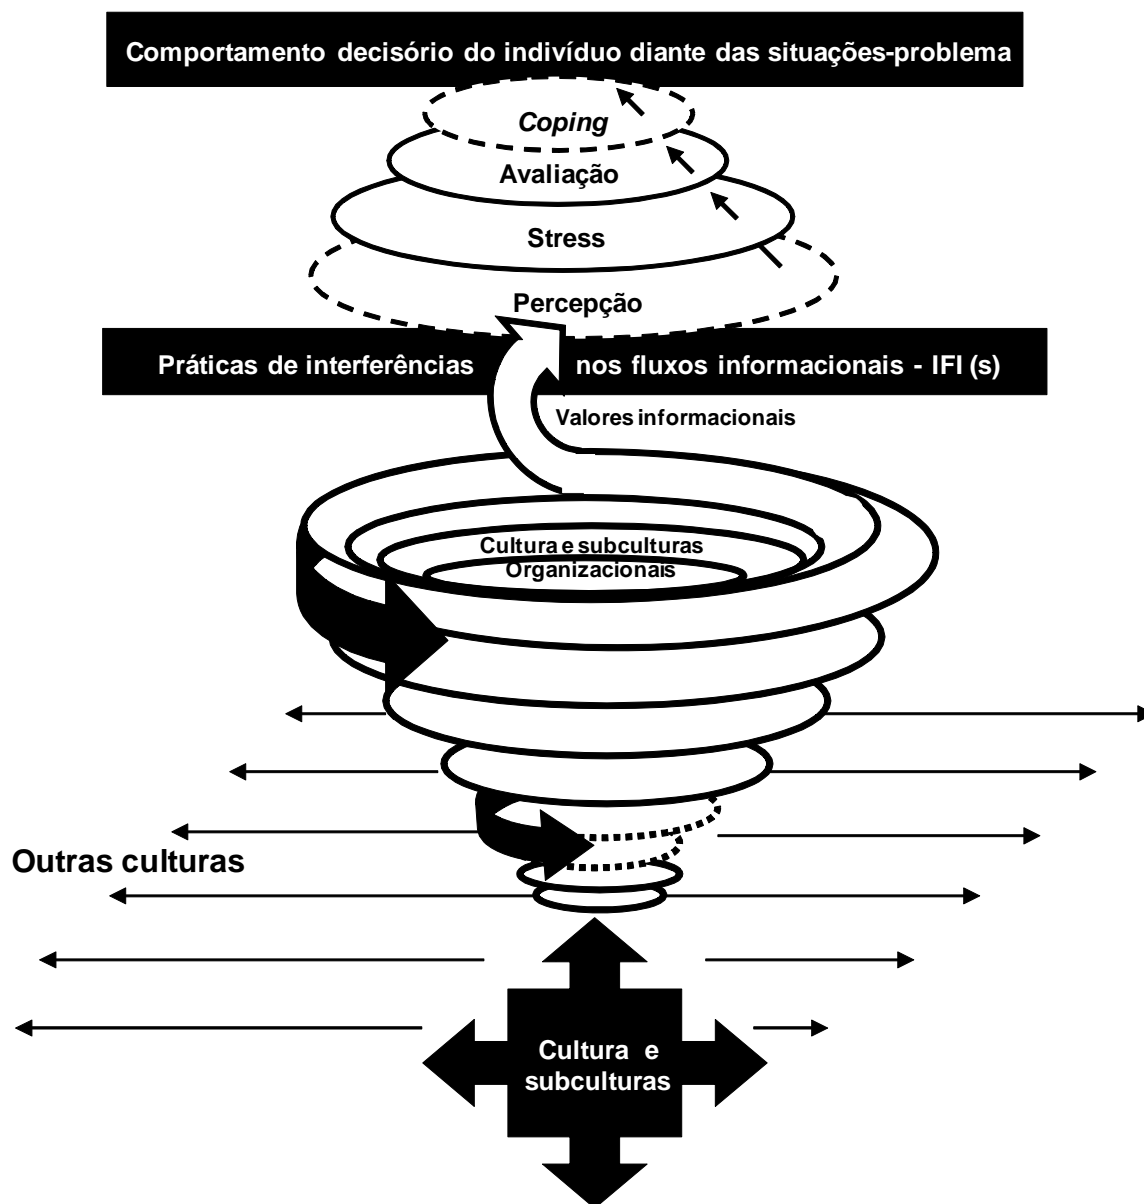 Comportamento decisório do indivíduo diante das situações-problema
Coping
Avaliação
Stress
Percepção
Práticas de interferências nos fluxos informacionais - IFI (s)
Valores informacionais
Cultura e subculturas
Organizacionais
Outras culturas
Cultura e
subculturas